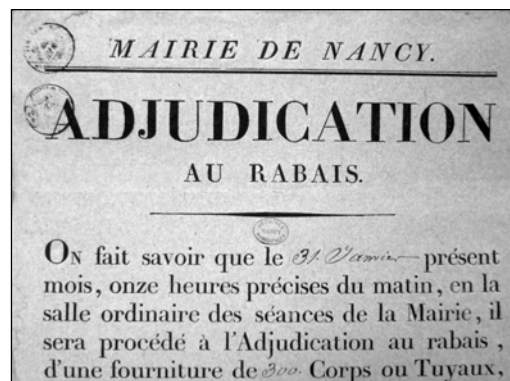 MAIRIE DE NANCY.
ADJUDICATION
AU RABAIS.
ON fait savoir que le 31. Janvier présent
mois, onze heures précises du matin, en la
salle ordinaire des séances de la Mairie, il
sera procédé à l'Adjudication au rabais,
d'une fourniture de 300. Corps ou Tuyaux,